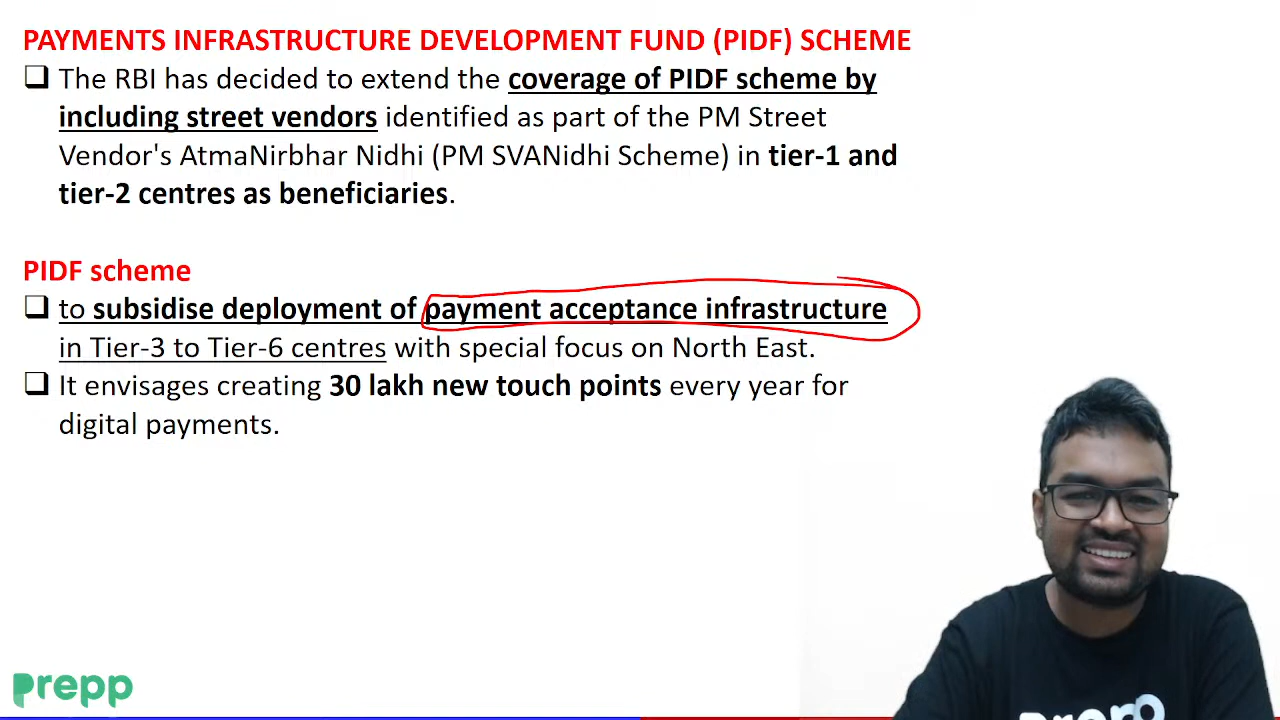 PAYMENTS INFRASTRUCTURE DEVELOPMENT FUND (PIDF) SCHEME
❑ The RBI has decided to extend the coverage of PIDF scheme by
including street vendors identified as part of the PM Street
Vendor's AtmaNirbhar Nidhi (PM SVANidhi Scheme) in tier-1 and
tier-2 centres as beneficiaries.
PIDF scheme
❑ to subsidise deployment of payment acceptance infrastructure
in Tier-3 to Tier-6 centres with special focus on North East.
❑ It envisages creating 30 lakh new touch points every year for
digital payments.
prepp